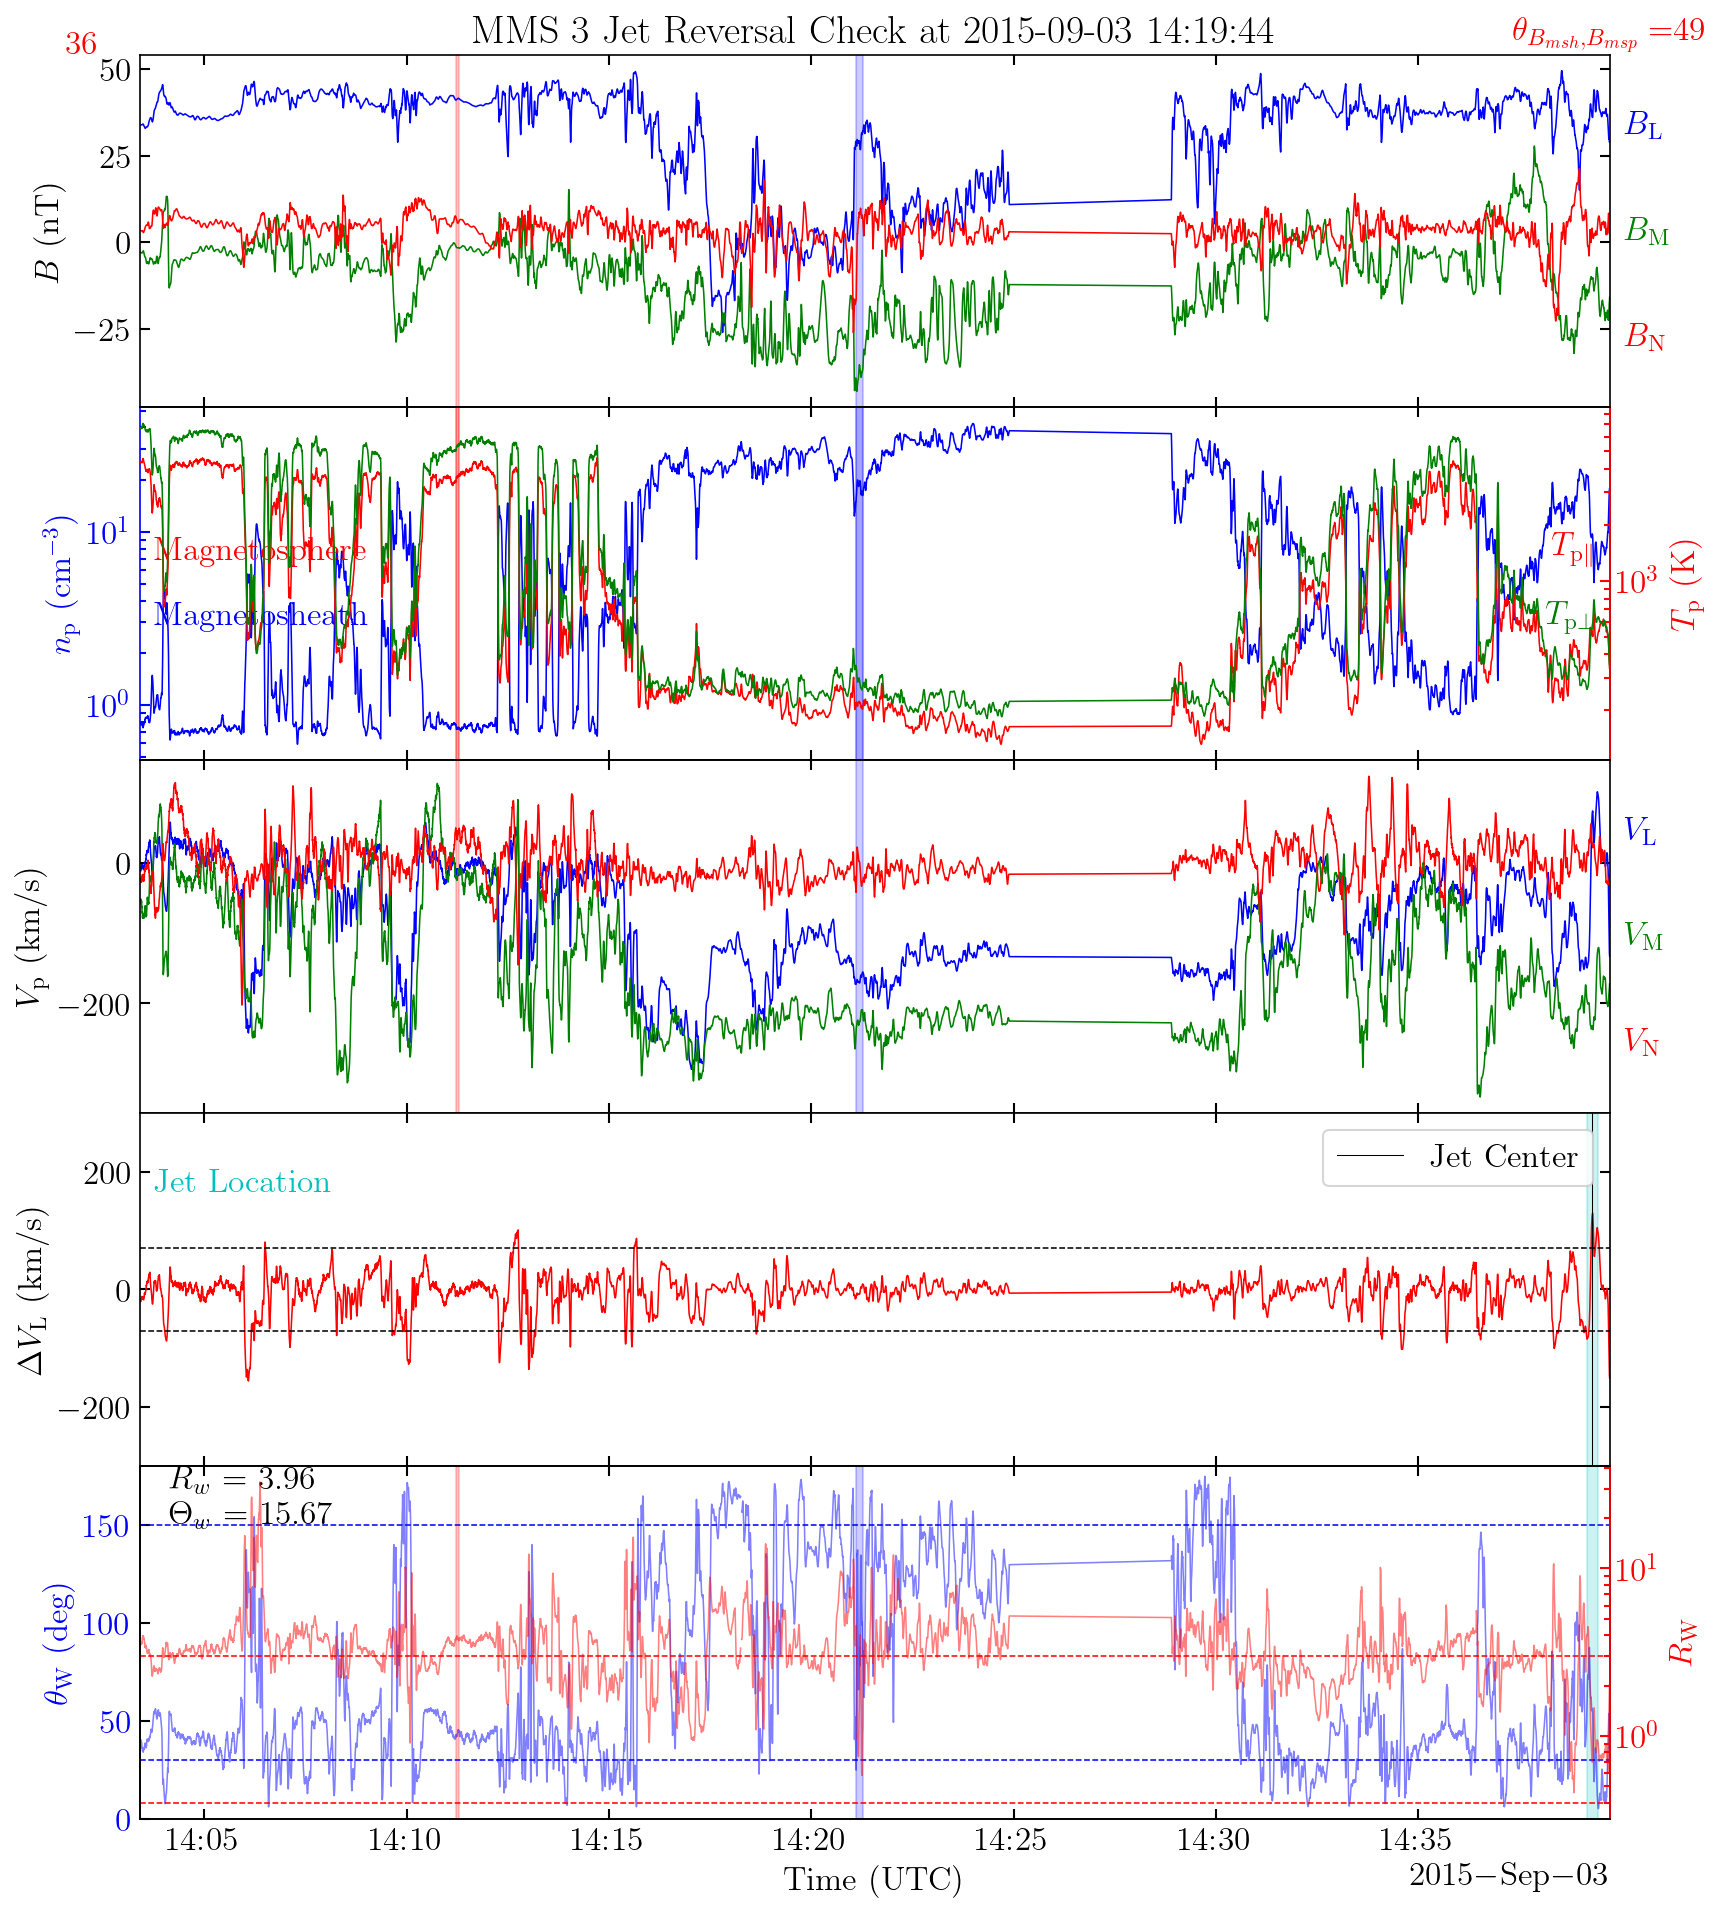 MMS 3 Jet Reversal Check at 2015-09-03 14:19:44
36
θ_{B_{msh},B_{msp}} =49
50
25
0
−25
B (nT)
B_L
B_M
B_N
10^1
10^0
n_p (cm^{−3})
Magnetosphere
Magnetosheath
T_{p||}
T_{p⊥}
10^3
T_p (K)
0
−200
V_p (km/s)
V_L
V_M
V_N
200
0
−200
ΔV_L (km/s)
Jet Location
Jet Center
R_w = 3.96
Θ_w = 15.67
150
100
50
0
θ_W (deg)
10^1
10^0
R_W
14:05 14:10 14:15 14:20 14:25 14:30 14:35
Time (UTC)
2015−Sep−03